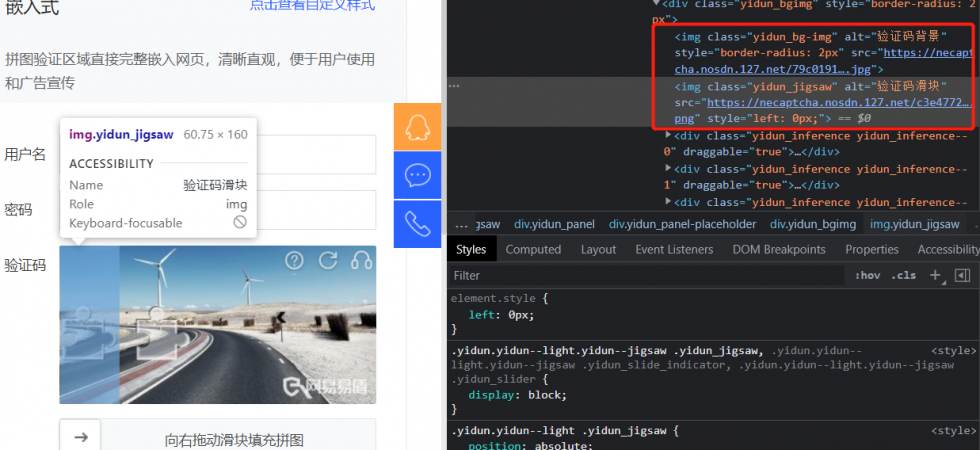 嵌入式
点击查看自定义样式
拼图验证区域直接完整嵌入网页，清晰直观，便于用户使用
和广告宣传
img.yidun_jigsaw 60.75 × 160
ACCESSIBILITY
Name 验证码滑块
Role img
Keyboard-focusable
用户名
密码
验证码
网易易盾
向右拖动滑块填充拼图
<div class="yidun_bgimg" style="border-radius: 2
px">
<img class="yidun_bg-img" alt="验证码背景"
style="border-radius: 2px" src="https://necapt
cha.nosdn.127.net/79c0191….jpg">
<img class="yidun_jigsaw" alt="验证码滑块"
src="https://necaptcha.nosdn.127.net/c3e4772….
png" style="left: 0px;"> == $0
<div class="yidun_inference yidun_inference--
0" draggable="true">…</div>
<div class="yidun_inference yidun_inference--
1" draggable="true">…</div>
<div class="yidun_inference yidun_inference--
… gsaw div.yidun_panel div.yidun_panel-placeholder div.yidun_bgimg img.yidun_jigsaw
Styles Computed Layout Event Listeners DOM Breakpoints Properties Accessibility
Filter :hov .cls +
element.style {
left: 0px;
}
.yidun.yidun--light.yidun--jigsaw .yidun_jigsaw, .yidun.yidun-- <style>
light.yidun--jigsaw .yidun_slide_indicator, .yidun.yidun--light.yidun--jigsaw
.yidun_slider {
display: block;
}
.yidun.yidun--light .yidun_jigsaw { <style>
position: absolute;